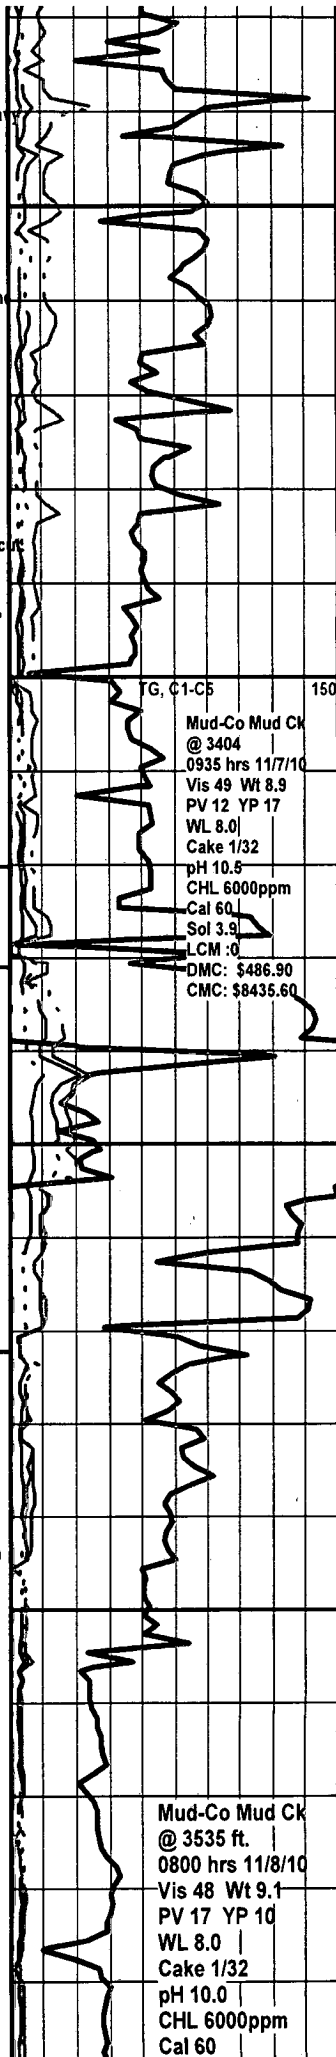 TG, C1-C5 150
Mud-Co Mud Ck
@ 3404
0935 hrs 11/7/10
Vis 49 Wt 8.9
PV 12 YP 17
WL 8.0
Cake 1/32
pH 10.5
CHL 6000ppm
Cal 60
Sol 3.9
LCM :0
DMC: $486.90
CMC: $8435.60
Mud-Co Mud Ck
@ 3535 ft.
0800 hrs 11/8/10
Vis 48 Wt 9.1
PV 17 YP 10
WL 8.0
Cake 1/32
pH 10.0
CHL 6000ppm
Cal 60